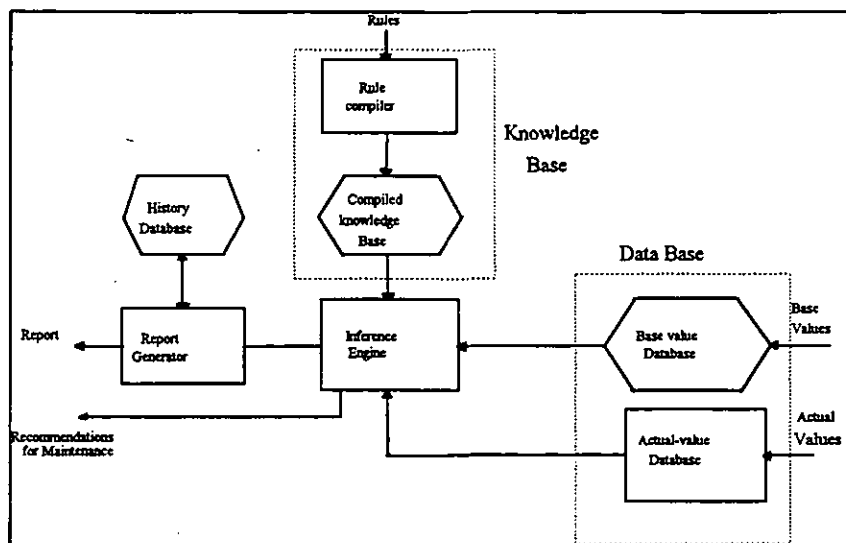 Rules
Rule
compiler
Knowledge
Base
Compiled
knowledge
Base
History
Database
Data Base
Report
Report
Generator
Inference
Engine
Base value
Database
Base
Values
Recommendations
for Maintenance
Actual-value
Database
Actual
Values